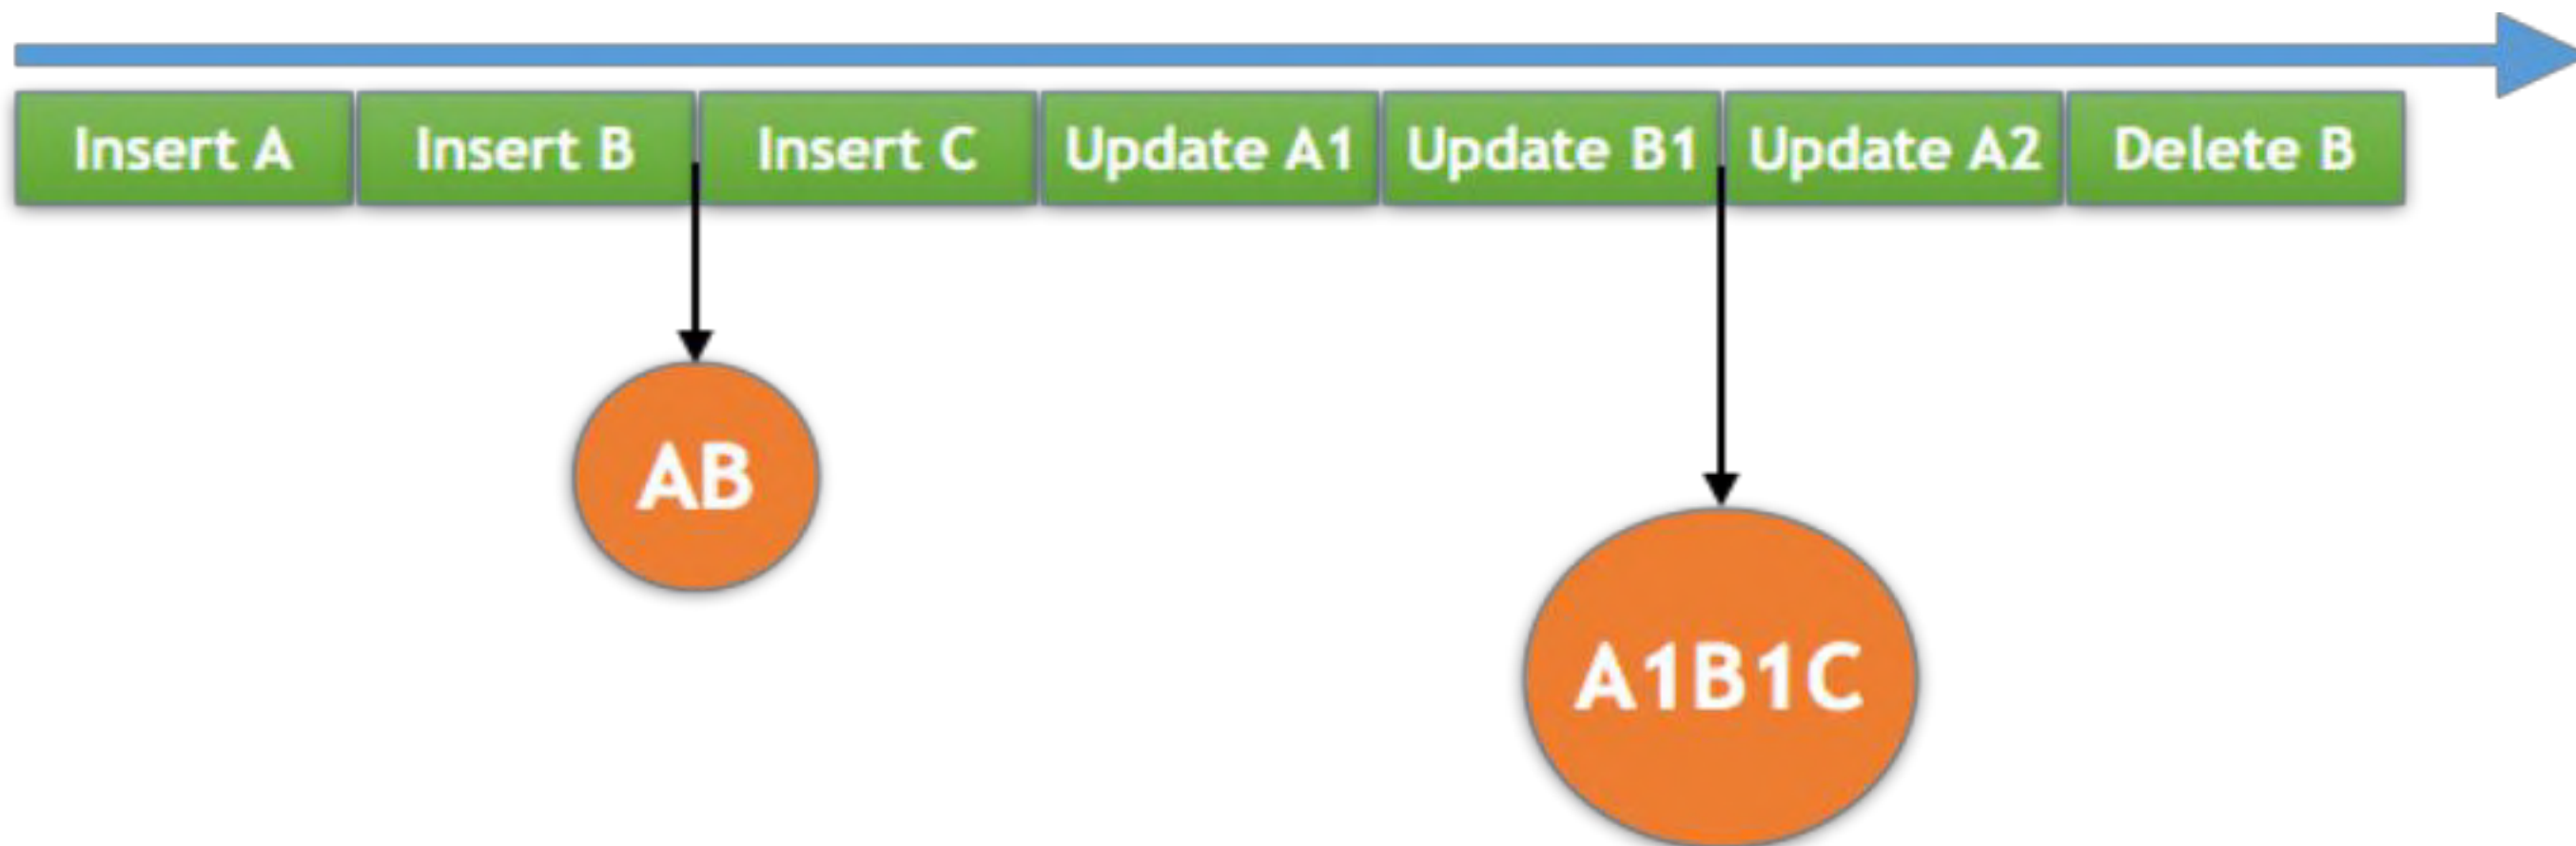 Insert A
Insert B
Insert C
Update A1
Update B1
Update A2
Delete B
AB
A1B1C